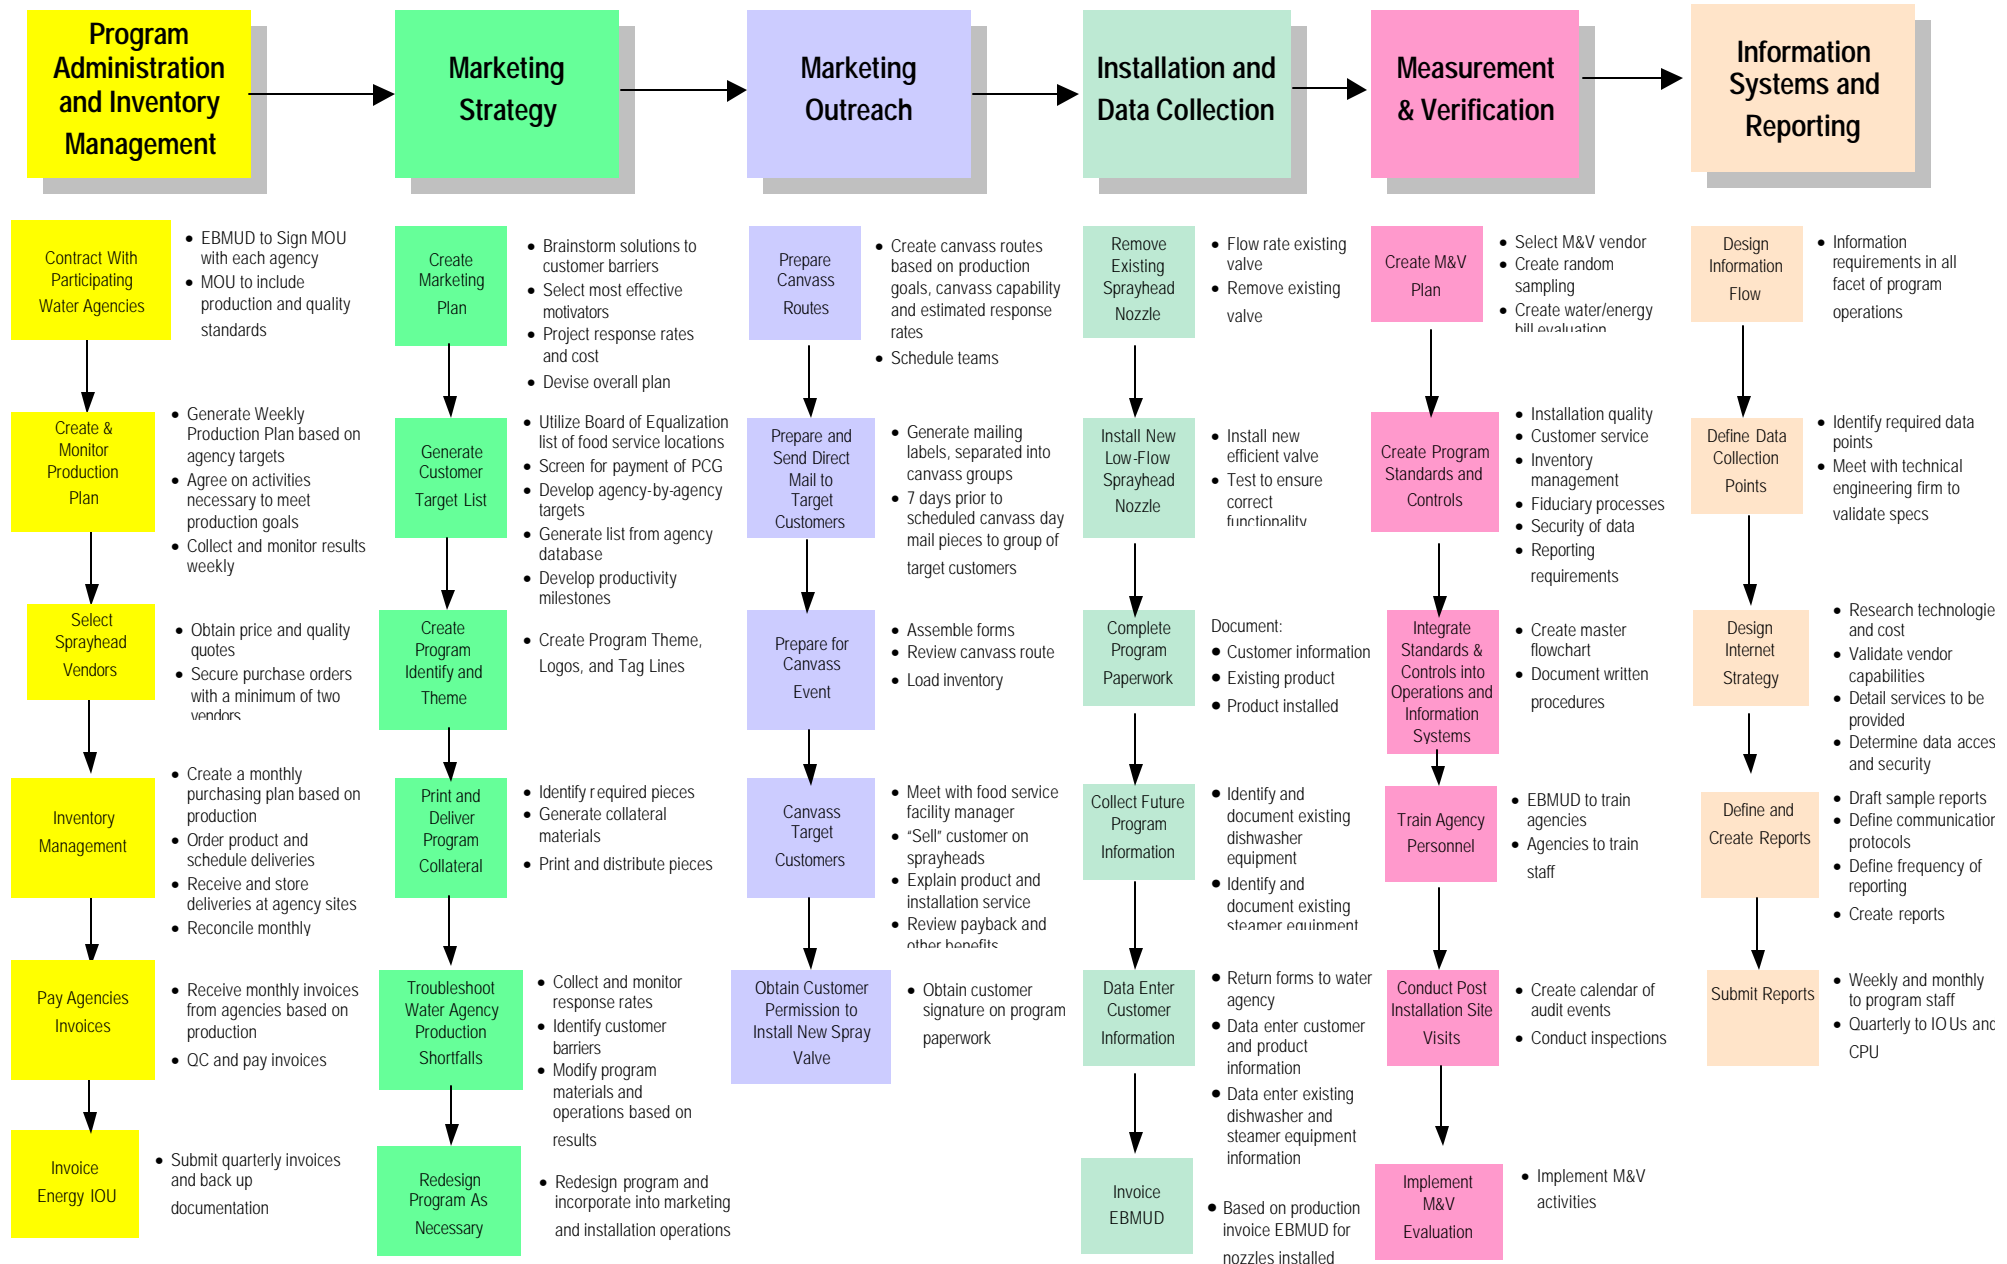 Program
Administration
and Inventory
Management
Marketing
Strategy
Marketing
Outreach
Installation and
Data Collection
Measurement
& Verification
Information
Systems and
Reporting
Contract With
Participating
Water Agencies
• EBMUD to Sign MOU
with each agency
• MOU to include
production and quality
standards
Create &
Monitor
Production
Plan
• Generate Weekly
Production Plan based on
agency targets
• Agree on activities
necessary to meet
production goals
• Collect and monitor results
weekly
Select
Sprayhead
Vendors
• Obtain price and quality
quotes
• Secure purchase orders
with a minimum of two
vendors
Inventory
Management
• Create a monthly
purchasing plan based on
production
• Order product and
schedule deliveries
• Receive and store
deliveries at agency sites
• Reconcile monthly
Pay Agencies
Invoices
• Receive monthly invoices
from agencies based on
production
• QC and pay invoices
Invoice
Energy IOU
• Submit quarterly invoices
and back up
documentation
Create
Marketing
Plan
• Brainstorm solutions to
customer barriers
• Select most effective
motivators
• Project response rates
and cost
• Devise overall plan
Generate
Customer
Target List
• Utilize Board of Equalization
list of food service locations
• Screen for payment of PCG
• Develop agency-by-agency
targets
• Generate list from agency
database
• Develop productivity
milestones
Create
Program
Identify and
Theme
• Create Program Theme,
Logos, and Tag Lines
Print and
Deliver
Program
Collateral
• Identify required pieces
• Generate collateral
materials
• Print and distribute pieces
Troubleshoot
Water Agency
Production
Shortfalls
• Collect and monitor
response rates
• Identify customer
barriers
• Modify program
materials and
operations based on
results
Redesign
Program As
Necessary
• Redesign program and
incorporate into marketing
and installation operations
Prepare
Canvass
Routes
• Create canvass routes
based on production
goals, canvass capability
and estimated response
rates
• Schedule teams
Prepare and
Send Direct
Mail to
Target
Customers
• Generate mailing
labels, separated into
canvass groups
• 7 days prior to
scheduled canvass day
mail pieces to group of
target customers
Prepare for
Canvass
Event
• Assemble forms
• Review canvass route
• Load inventory
Canvass
Target
Customers
• Meet with food service
facility manager
• “Sell” customer on
sprayheads
• Explain product and
installation service
• Review payback and
other benefits
Obtain Customer
Permission to
Install New Spray
Valve
• Obtain customer
signature on program
paperwork
Remove
Existing
Sprayhead
Nozzle
• Flow rate existing
valve
• Remove existing
valve
Install New
Low-Flow
Sprayhead
Nozzle
• Install new
efficient valve
• Test to ensure
correct
functionality
Complete
Program
Paperwork
Document:
• Customer information
• Existing product
• Product installed
Collect Future
Program
Information
• Identify and
document existing
dishwasher
equipment
• Identify and
document existing
steamer equipment
Data Enter
Customer
Information
• Return forms to water
agency
• Data enter customer
and product
information
• Data enter existing
dishwasher and
steamer equipment
information
Invoice
EBMUD
• Based on production
invoice EBMUD for
nozzles installed
Create M&V
Plan
• Select M&V vendor
• Create random
sampling
• Create water/energy
bill evaluation
Create Program
Standards and
Controls
• Installation quality
• Customer service
• Inventory
management
• Fiduciary processes
• Security of data
• Reporting
requirements
Integrate
Standards &
Controls into
Operations and
Information
Systems
• Create master
flowchart
• Document written
procedures
Train Agency
Personnel
• EBMUD to train
agencies
• Agencies to train
staff
Conduct Post
Installation Site
Visits
• Create calendar of
audit events
• Conduct inspections
Implement
M&V
Evaluation
• Implement M&V
activities
Design
Information
Flow
• Information
requirements in all
facet of program
operations
Define Data
Collection
Points
• Identify required data
points
• Meet with technical
engineering firm to
validate specs
Design
Internet
Strategy
• Research technologie
and cost
• Validate vendor
capabilities
• Detail services to be
provided
• Determine data acces
and security
Define and
Create Reports
• Draft sample reports
• Define communication
protocols
• Define frequency of
reporting
• Create reports
Submit Reports
• Weekly and monthly
to program staff
• Quarterly to IOUs and
CPU